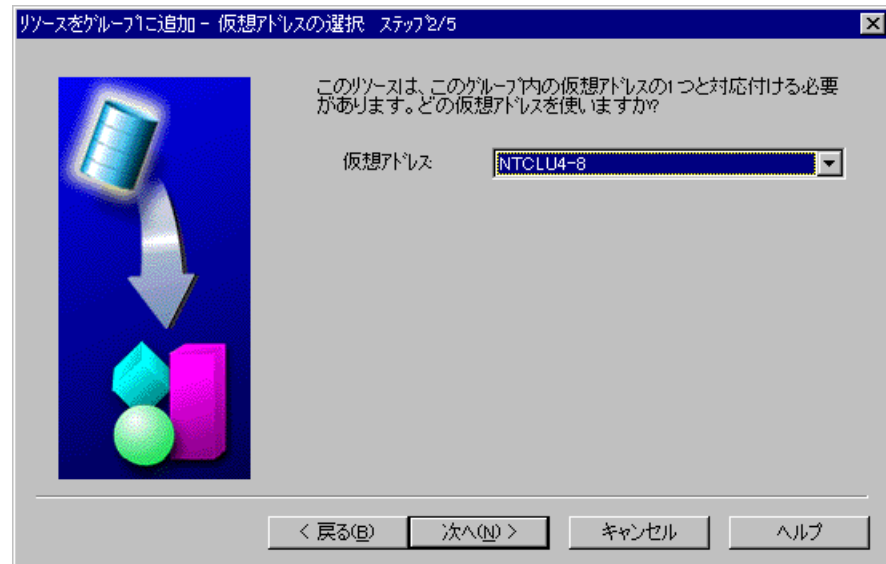 リソースをグループに追加 - 仮想アドレスの選択 ステップ2/5
このリソースは、このグループ内の仮想アドレスの1つと対応付ける必要
があります。どの仮想アドレスを使いますか?
仮想アドレス:
NTCLU4-8
< 戻る(B)
次へ(N) >
キャンセル
ヘルプ